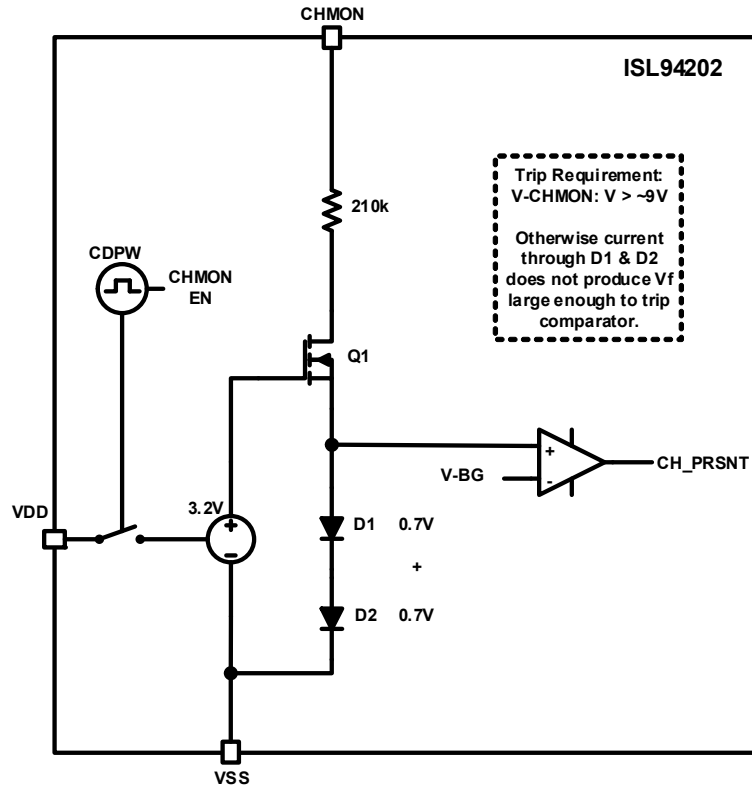 CHMON
ISL94202
Trip Requirement:
V-CHMON: V > ~9V
Otherwise current
through D1 & D2
does not produce Vf
large enough to trip
comparator.
210k
CDPW
CHMON
EN
Q1
V-BG
+
-
CH_PRSNT
VDD
3.2V
+
-
D1 0.7V
+
D2 0.7V
VSS